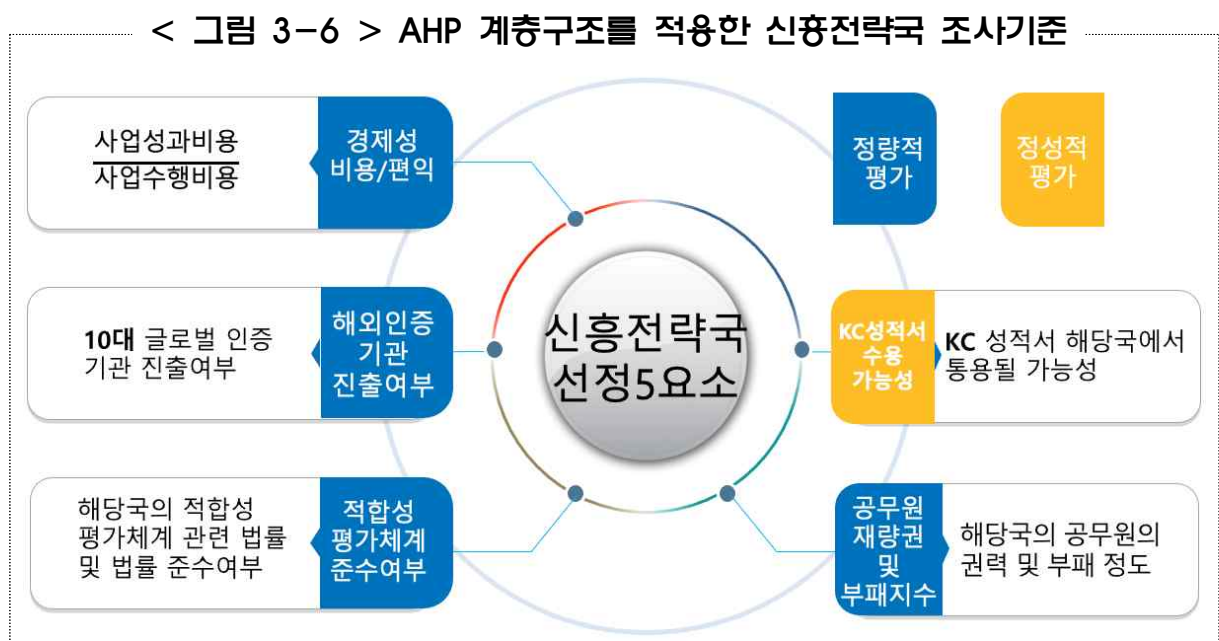 < 그림 3-6 > AHP 계층구조를 적용한 신흥전략국 조사기준
사업성과비용
사업수행비용
경제성
비용/편익
정량적
평가
정성적
평가
10대 글로벌 인증
기관 진출여부
해외인증
기관
진출여부
신흥전략국
선정5요소
KC성적서
수용
가능성
KC 성적서 해당국에서
통용될 가능성
해당국의 적합성
평가체계 관련 법률
및 법률 준수여부
적합성
평가체계
준수여부
공무원
재량권
및
부패지수
해당국의 공무원의
권력 및 부패 정도